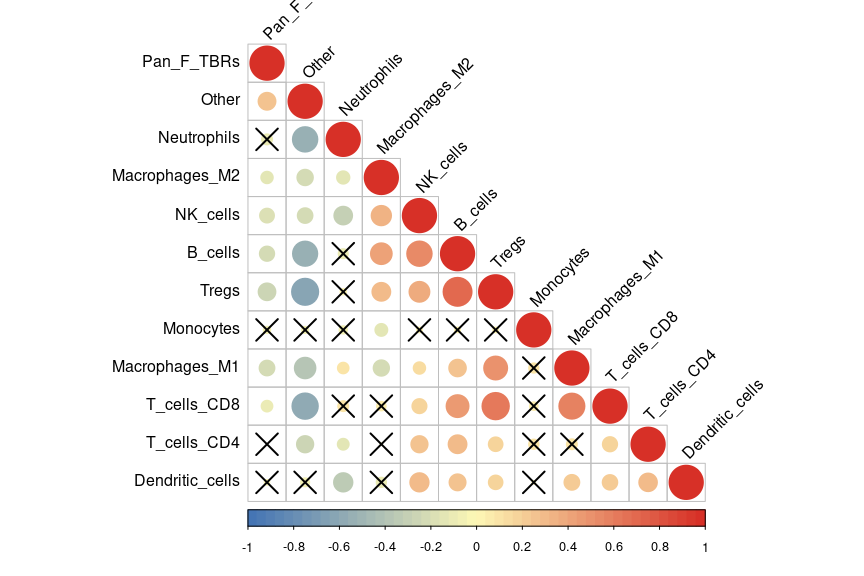 Pan_F_
Other
Neutrophils
Macrophages_M2
NK_cells
B_cells
Tregs
Monocytes
Macrophages_M1
T_cells_CD8
T_cells_CD4
Dendritic_cells
Pan_F_TBRs
Other
Neutrophils
Macrophages_M2
NK_cells
B_cells
Tregs
Monocytes
Macrophages_M1
T_cells_CD8
T_cells_CD4
Dendritic_cells
-1 -0.8 -0.6 -0.4 -0.2 0 0.2 0.4 0.6 0.8 1